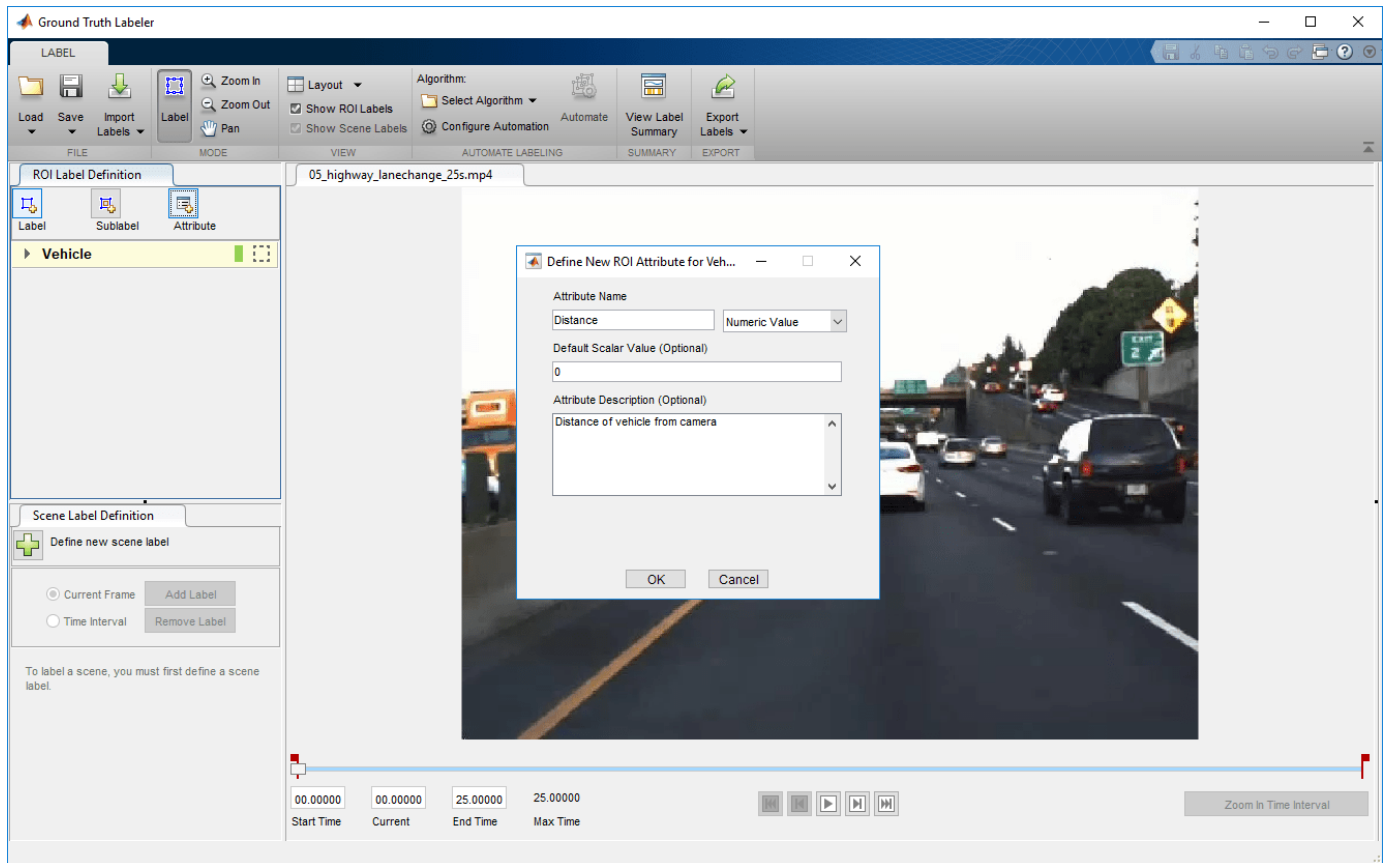 Ground Truth Labeler
LABEL
Load
Save
Import
Labels
Label
Zoom In
Zoom Out
Pan
Layout
Show ROI Labels
Show Scene Labels
Algorithm:
Select Algorithm
Configure Automation
Automate
View Label
Summary
Export
Labels
FILE
MODE
VIEW
AUTOMATE LABELING
SUMMARY
EXPORT
ROI Label Definition
05_highway_lanechange_25s.mp4
Label
Sublabel
Attribute
Vehicle
Define New ROI Attribute for Veh...
Attribute Name
Distance
Numeric Value
Default Scalar Value (Optional)
0
Attribute Description (Optional)
Distance of vehicle from camera
OK
Cancel
EXIT
2
Scene Label Definition
Define new scene label
Current Frame
Add Label
Time Interval
Remove Label
To label a scene, you must first define a scene
label.
00.00000
00.00000
25.00000
25.00000
Start Time
Current
End Time
Max Time
Zoom In Time Interval